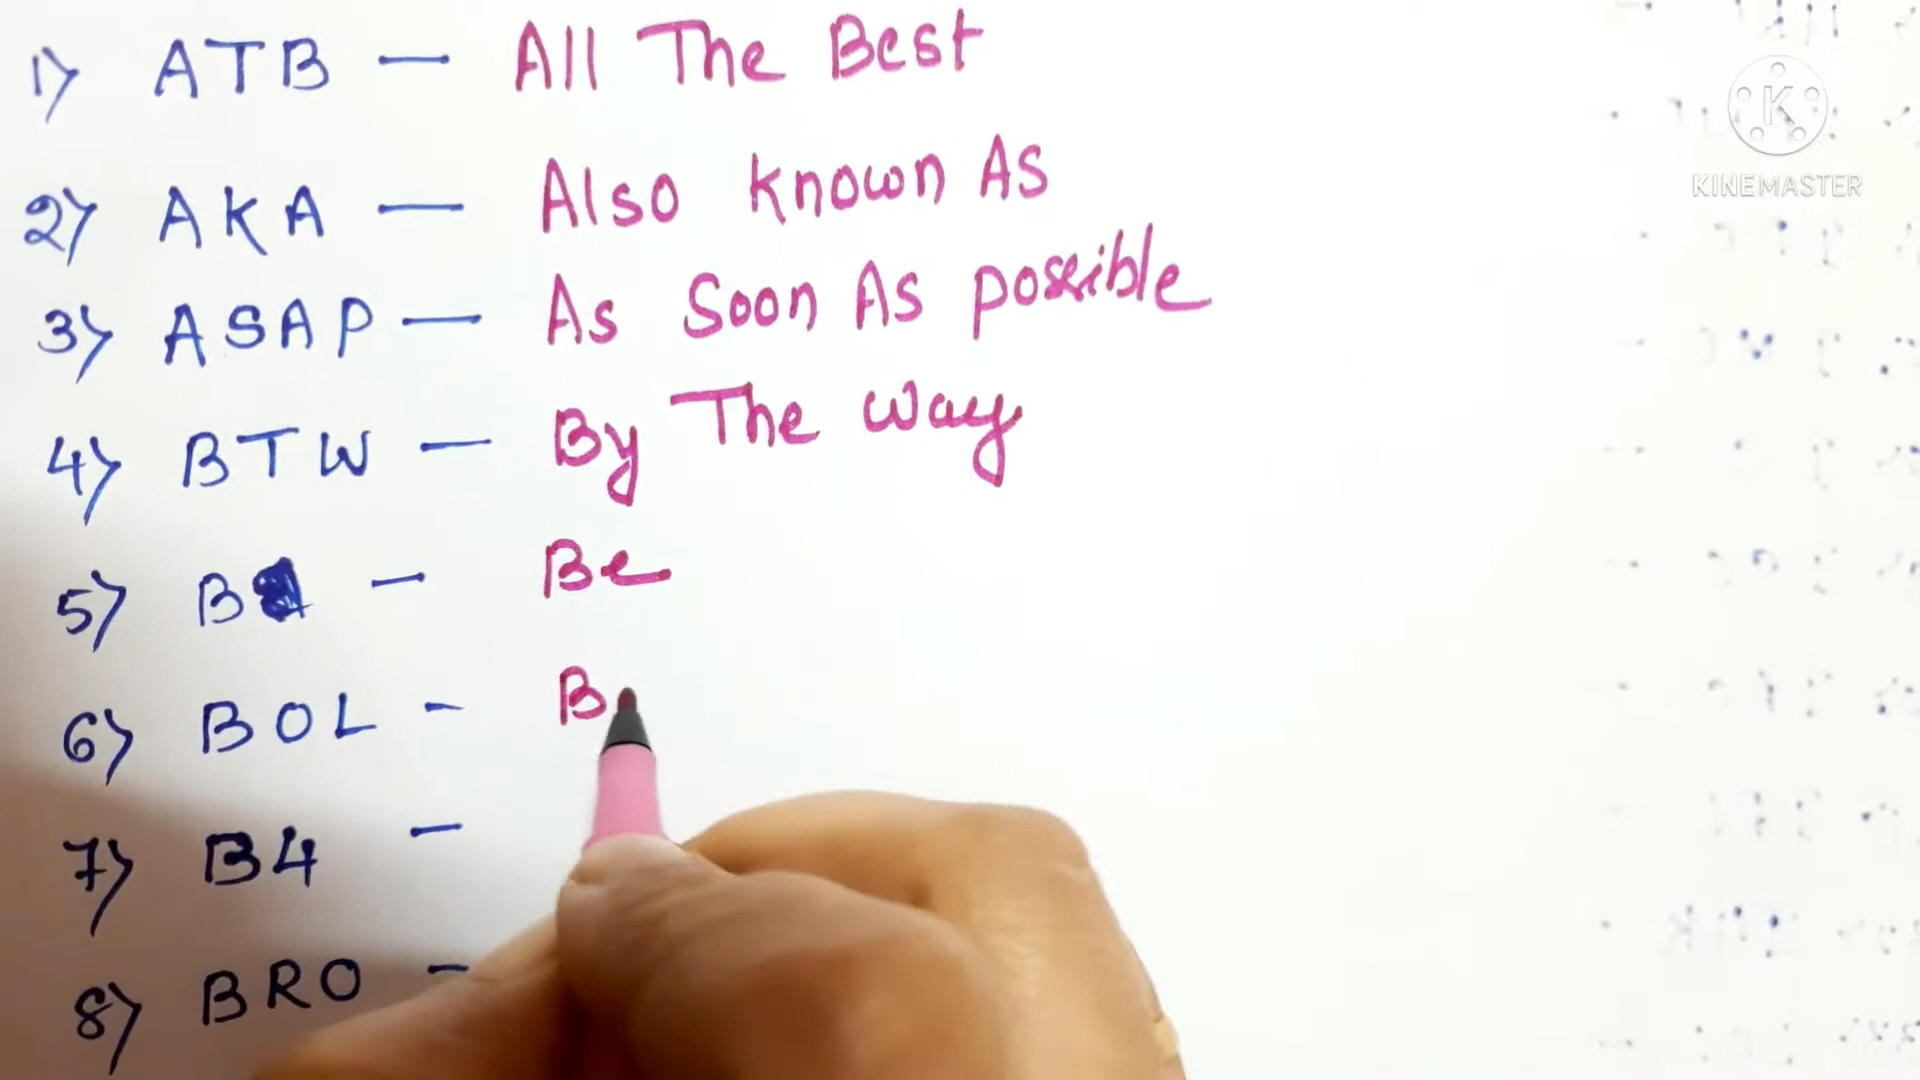 1) ATB — All The Best
2) AKA — Also Known As
3) ASAP — As Soon As possible
4) BTW — By The Way
5) B — Be
6) BOL - B
7) B4 —
8) BRO -
K
KINEMASTER